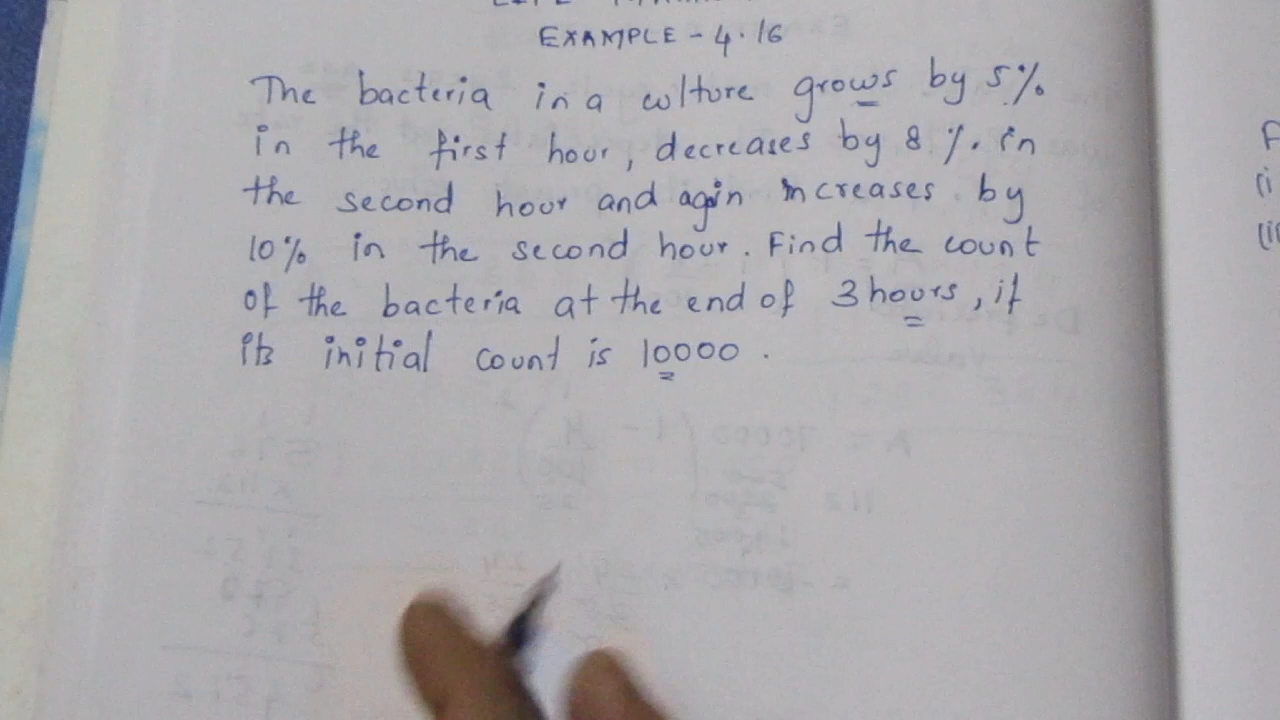 EXAMPLE - 4.16
The bacteria in a culture grows by 5%
in the first hour, decreases by 8 %. in
the second hour and again increases by
10% in the second hour. Find the count
of the bacteria at the end of 3 hours, if
its initial count is 10000.
(i
(ii